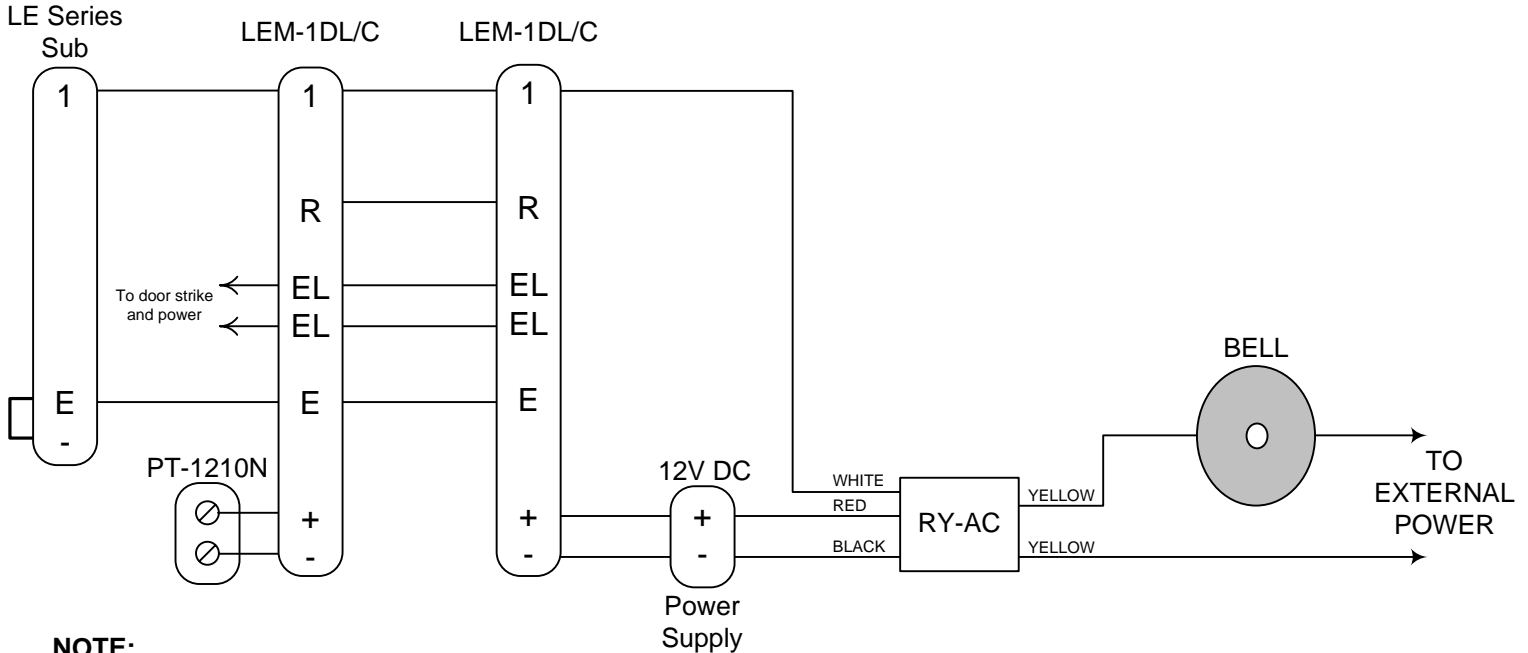 LE Series
Sub
1
E
-
LEM-1DL/C
1
R
EL
EL
E
+
-
LEM-1DL/C
1
R
EL
EL
E
+
-
To door strike
and power
PT-1210N
12V DC
+
-
Power
Supply
WHITE
RED
BLACK
RY-AC
YELLOW
YELLOW
BELL
TO
EXTERNAL
POWER
NOTE: